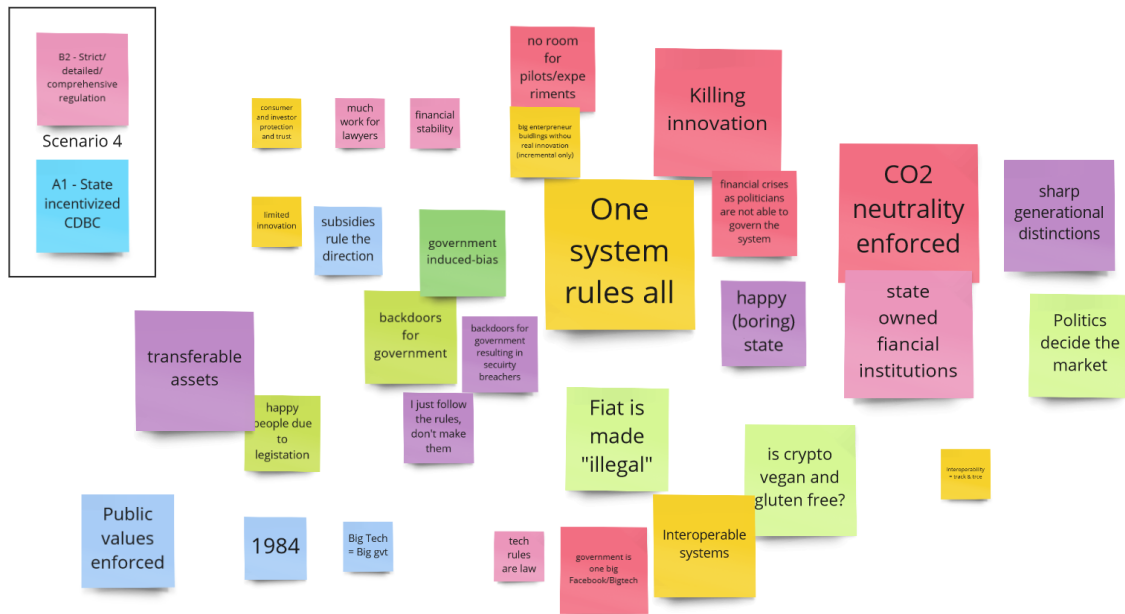 B2 - Strict/
detailed/
comprehensive
regulation
Scenario 4
A1 - State
incentivized
CDBC
consumer
and investor
protection
and trust
much
work for
lawyers
financial
stability
no room
for
pilots/expe
riments
big enterpreneur
buidlings withou
real innovation
(incremental only)
Killing
innovation
limited
innovation
subsidies
rule the
direction
government
induced-bias
One
system
rules all
financial crises
as politicians
are not able to
govern the
system
CO2
neutrality
enforced
sharp
generational
distinctions
transferable
assets
backdoors
for
government
backdoors for
government
resulting in
secuirty
breachers
happy
(boring)
state
state
owned
fiancial
institutions
Politics
decide the
market
happy
people due
to
legistation
I just follow
the rules,
don't make
them
Fiat is
made
"illegal"
is crypto
vegan and
gluten free?
Interoperability
+ track & trce
Public
values
enforced
1984
Big Tech
= Big gvt
tech
rules
are law
government is
one big
Facebook/Bigtech
Interoperable
systems